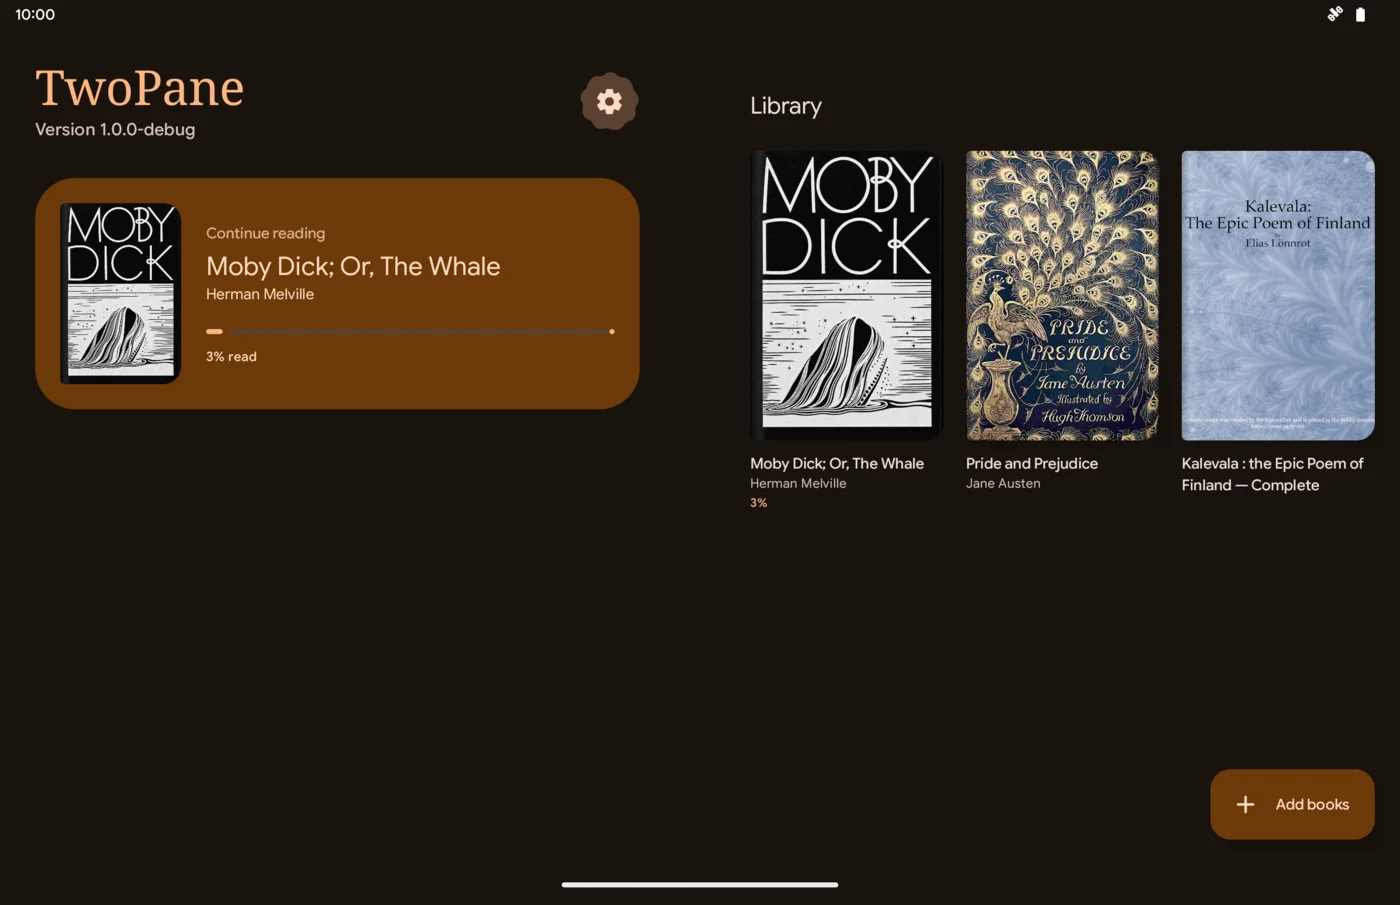 10:00
TwoPane
Version 1.0.0-debug
MOBY
DICK
Continue reading
Moby Dick; Or, The Whale
Herman Melville
3% read
Library
MOBY
DICK
Moby Dick; Or, The Whale
Herman Melville
3%
PRIDE
and
PREJUDICE
by
Jane Austen
Illustrated by
Hugh Thomson
Pride and Prejudice
Jane Austen
Kalevala:
The Epic Poem of Finland
by
Elias Lönnrot
Kalevala : the Epic Poem of
Finland — Complete
Add books